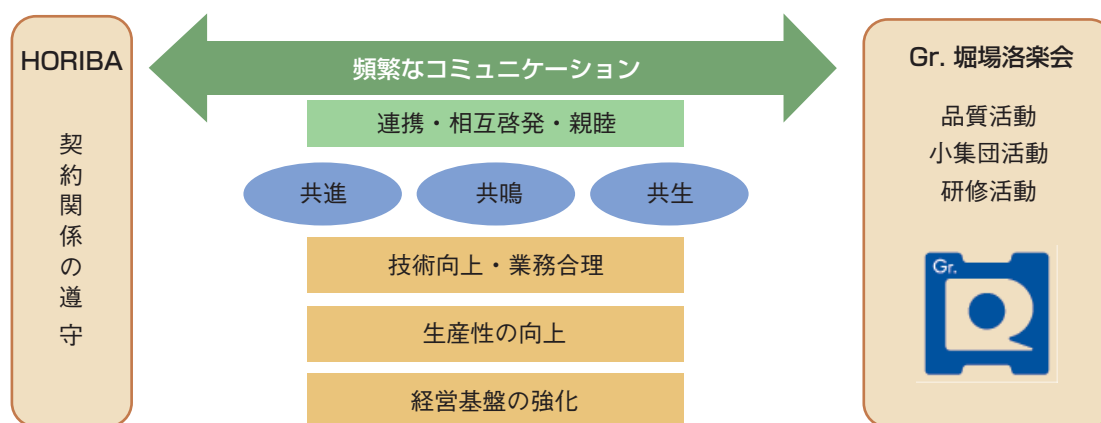 HORIBA
契約関係の遵守
頻繁なコミュニケーション
連携・相互啓発・親睦
共進
共鳴
共生
技術向上・業務合理
生産性の向上
経営基盤の強化
Gr. 堀場洛楽会
品質活動
小集団活動
研修活動
Gr.